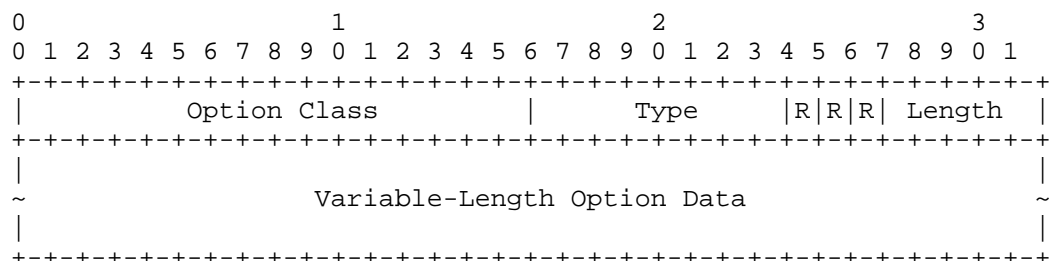 0                   1                   2                   3
0 1 2 3 4 5 6 7 8 9 0 1 2 3 4 5 6 7 8 9 0 1 2 3 4 5 6 7 8 9 0 1
+-+-+-+-+-+-+-+-+-+-+-+-+-+-+-+-+-+-+-+-+-+-+-+-+-+-+-+-+-+-+-+-+
|          Option Class         |      Type     |R|R|R| Length  |
+-+-+-+-+-+-+-+-+-+-+-+-+-+-+-+-+-+-+-+-+-+-+-+-+-+-+-+-+-+-+-+-+
|                                                               |
~                  Variable-Length Option Data                  ~
|                                                               |
+-+-+-+-+-+-+-+-+-+-+-+-+-+-+-+-+-+-+-+-+-+-+-+-+-+-+-+-+-+-+-+-+